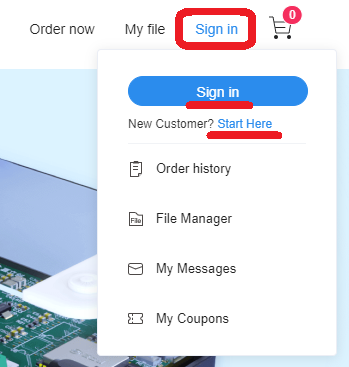 Order now My file Sign in 0
Sign in
New Customer? Start Here
Order history
File File Manager
My Messages
My Coupons